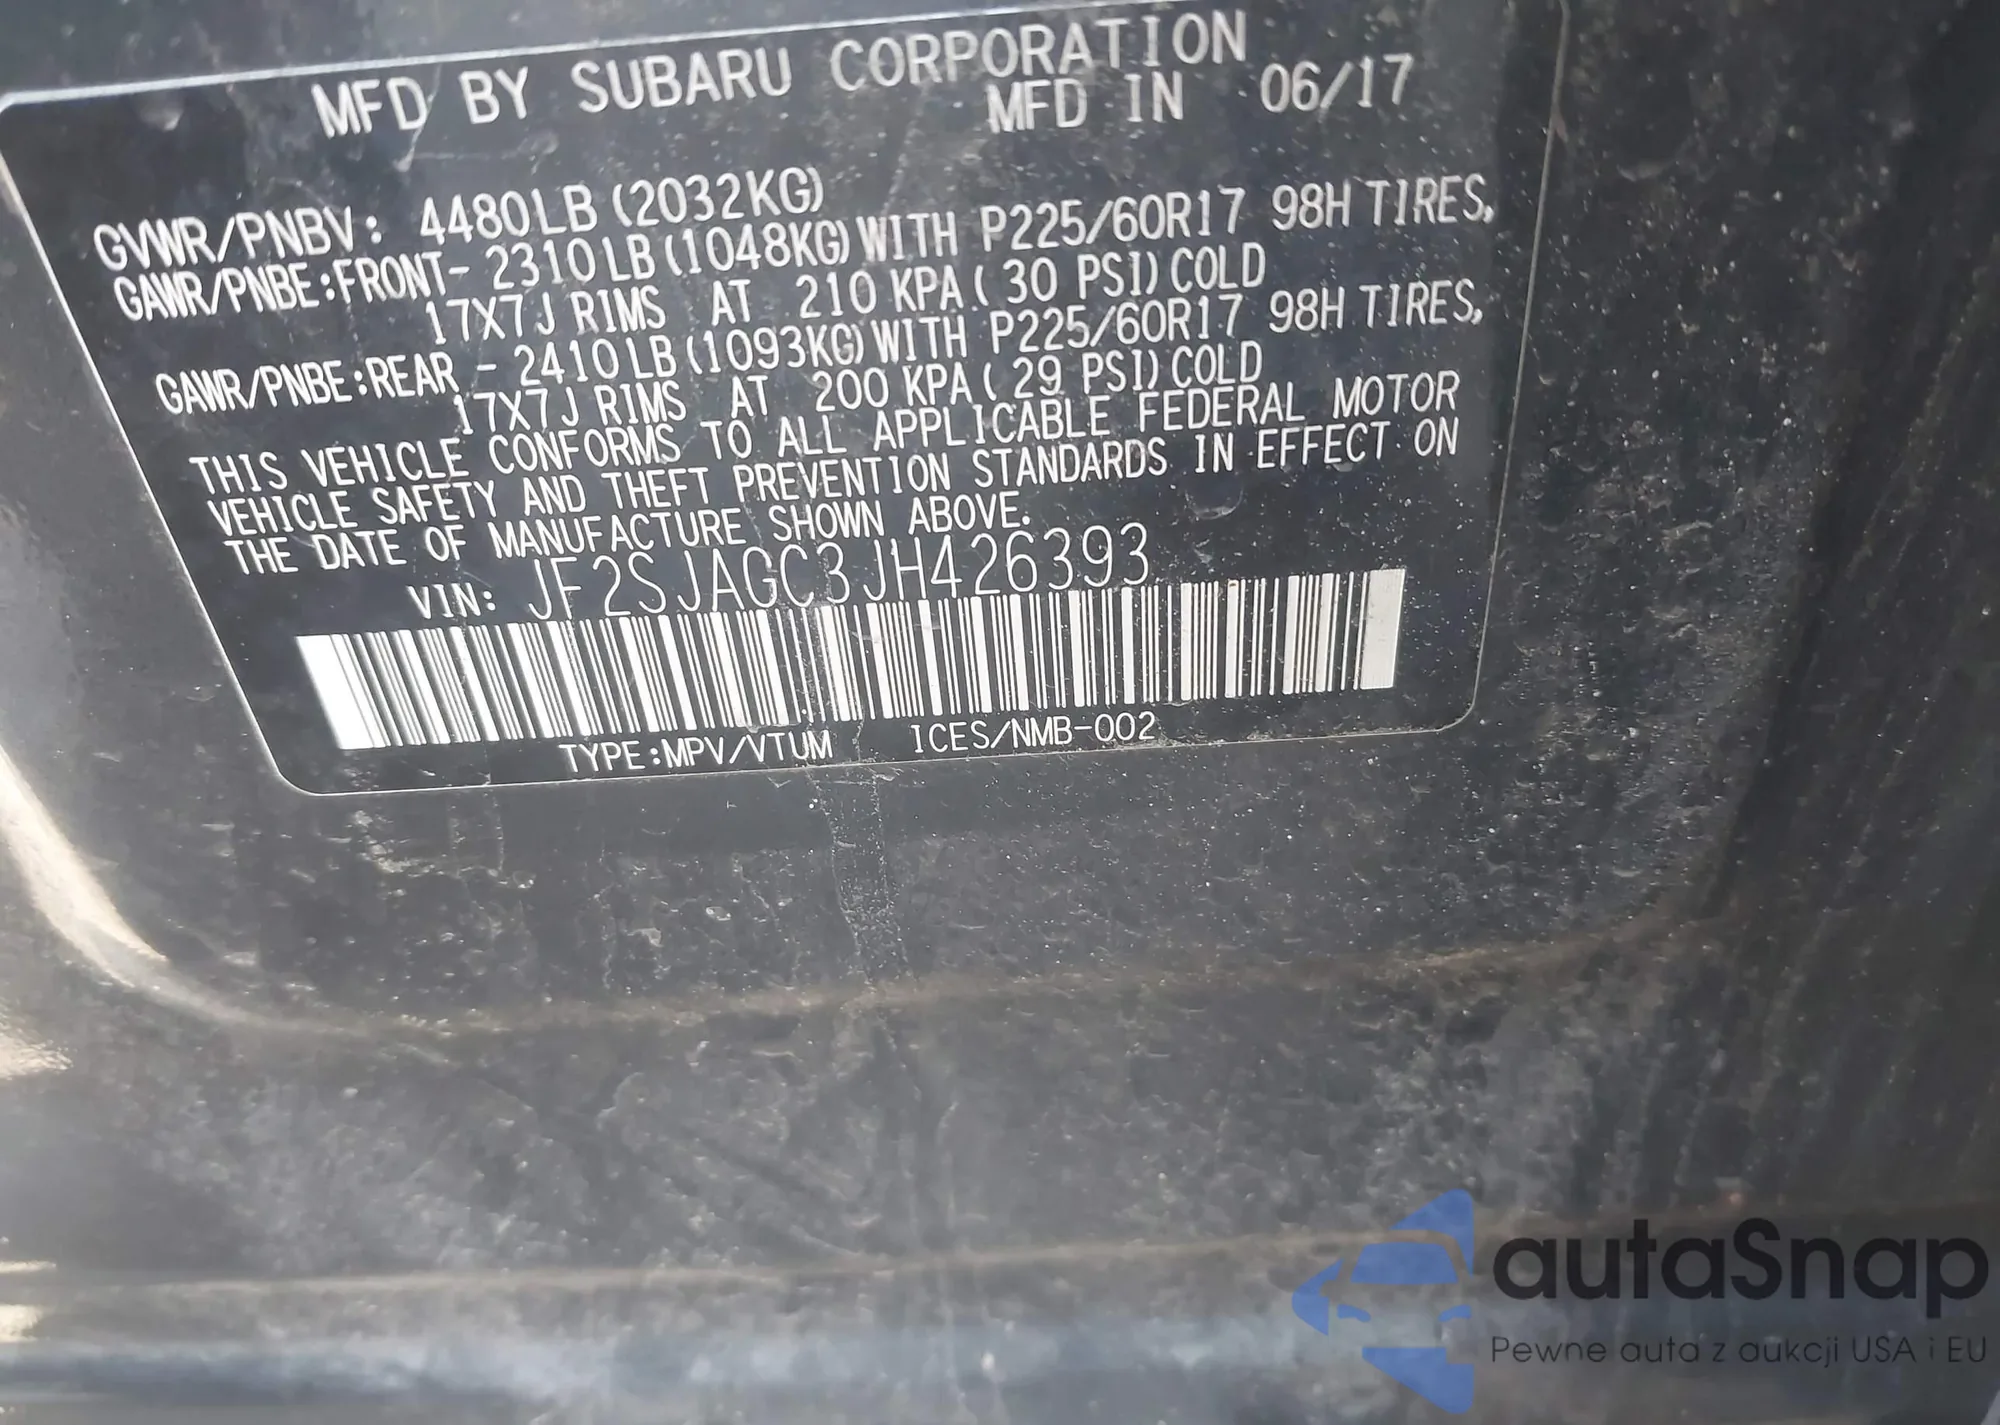 MFD BY SUBARU CORPORATION
MFD IN 06/17
GVWR/PNBV: 4480LB (2032KG)
GAWR/PNBE:FRONT- 2310LB (1048KG) WITH P225/60R17 98H TIRES,
17X7J RIMS AT 210 KPA ( 30 PSI) COLD
GAWR/PNBE:REAR - 2410LB (1093KG) WITH P225/60R17 98H TIRES,
17X7J RIMS AT 200 KPA ( 29 PSI) COLD
THIS VEHICLE CONFORMS TO ALL APPLICABLE FEDERAL MOTOR
VEHICLE SAFETY AND THEFT PREVENTION STANDARDS IN EFFECT ON
THE DATE OF MANUFACTURE SHOWN ABOVE.
VIN: JF2SJAGC3JH426393
TYPE:MPV/VTUM ICES/NMB-002
autaSnap
Pewne auta z aukcji USA i EU